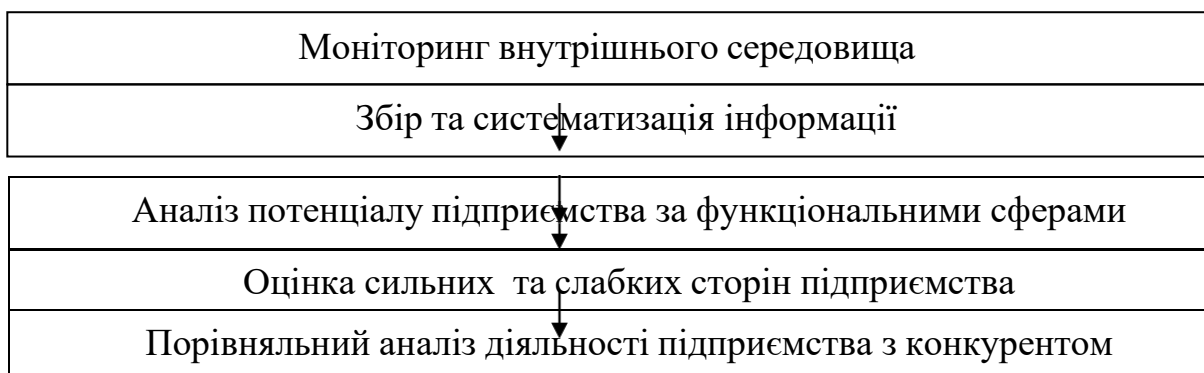 Моніторинг внутрішнього середовища
Збір та систематизація інформації
Аналіз потенціалу підприємства за функціональними сферами
Оцінка сильних та слабких сторін підприємства
Порівняльний аналіз діяльності підприємства з конкурентом